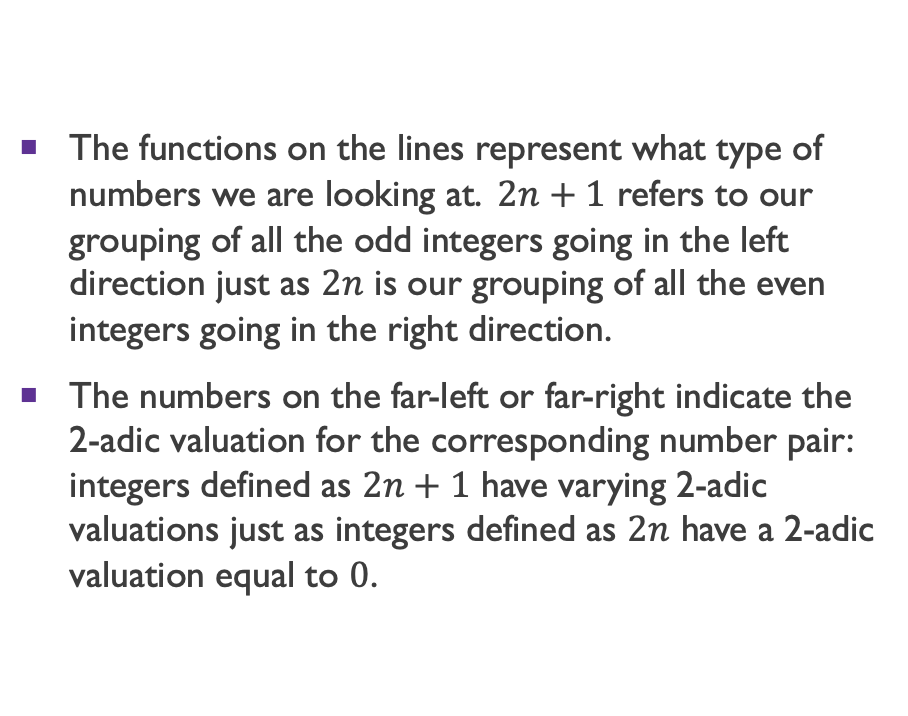 The functions on the lines represent what type of
numbers we are looking at. 2n + 1 refers to our
grouping of all the odd integers going in the left
direction just as 2n is our grouping of all the even
integers going in the right direction.
The numbers on the far-left or far-right indicate the
2-adic valuation for the corresponding number pair:
integers defined as 2n + 1 have varying 2-adic
valuations just as integers defined as 2n have a 2-adic
valuation equal to 0.